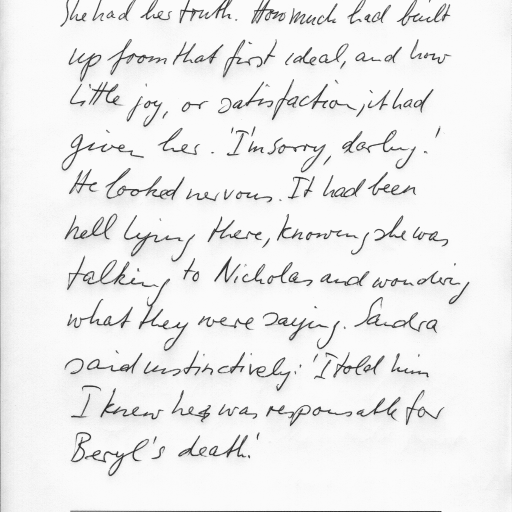 She had her truth. How much had built
up from that first ideal, and how
little joy, or satisfaction, it had
given her. 'I'm sorry, darling.'
He looked nervous. It had been
hell lying there, knowing she was
talking to Nicholas and wondering
what they were saying. Sandra
said instinctively: 'I told him
I knew he was responsable for
Beryl's death.'